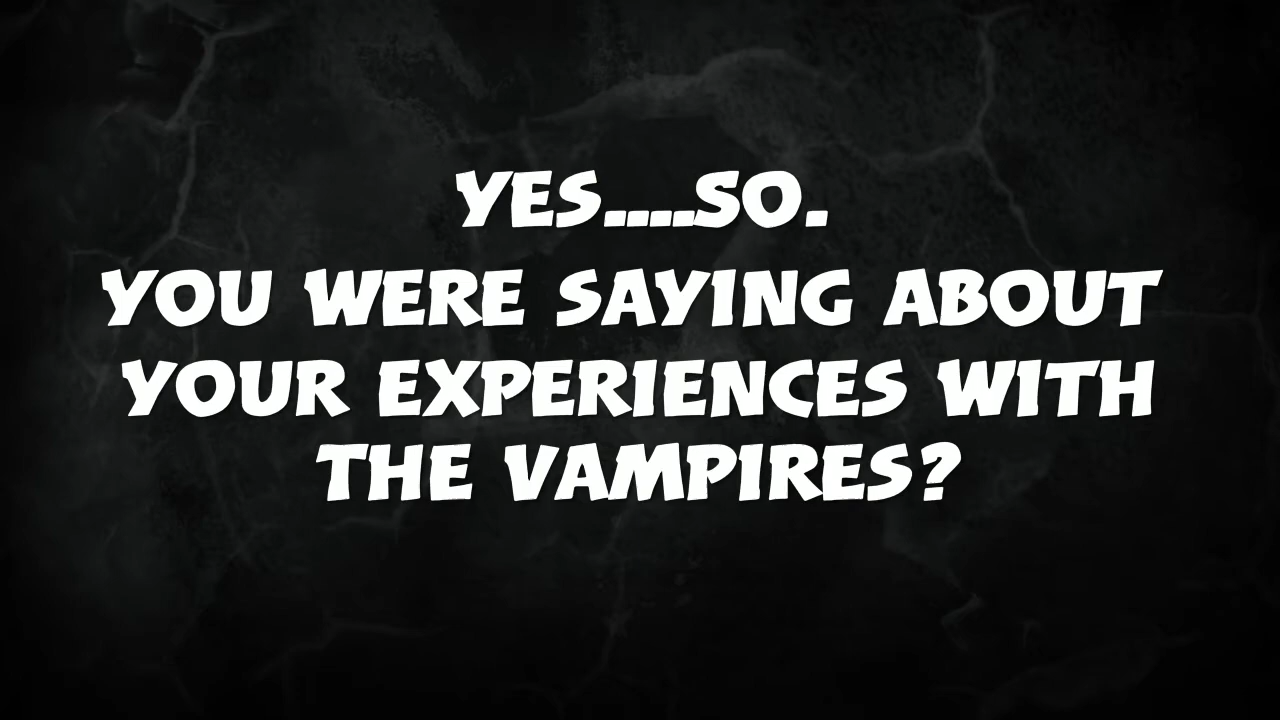 YES....SO.
YOU WERE SAYING ABOUT
YOUR EXPERIENCES WITH
THE VAMPIRES?